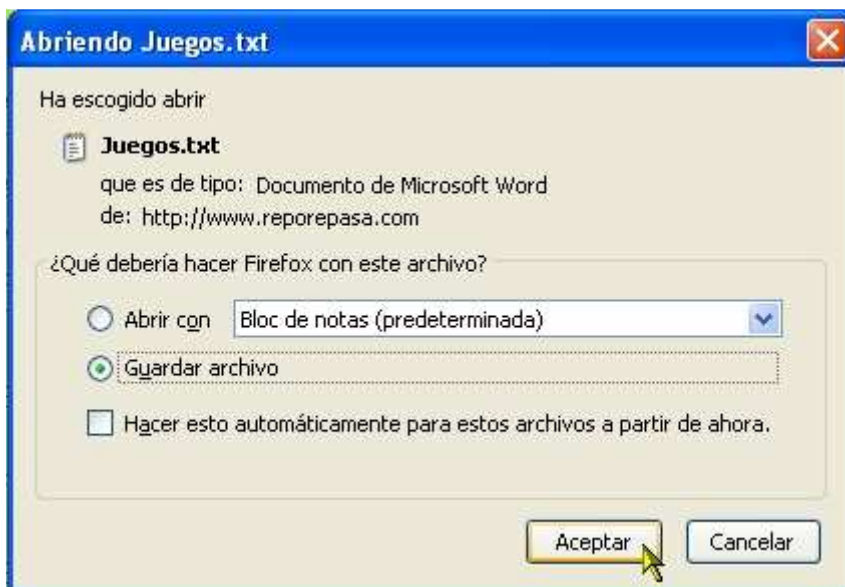 Abriendo Juegos.txt
Ha escogido abrir
Juegos.txt
que es de tipo: Documento de Microsoft Word
de: http://www.reporepasa.com
¿Qué debería hacer Firefox con este archivo?
Abrir con Bloc de notas (predeterminada)
Guardar archivo
Hacer esto automáticamente para estos archivos a partir de ahora.
Aceptar Cancelar